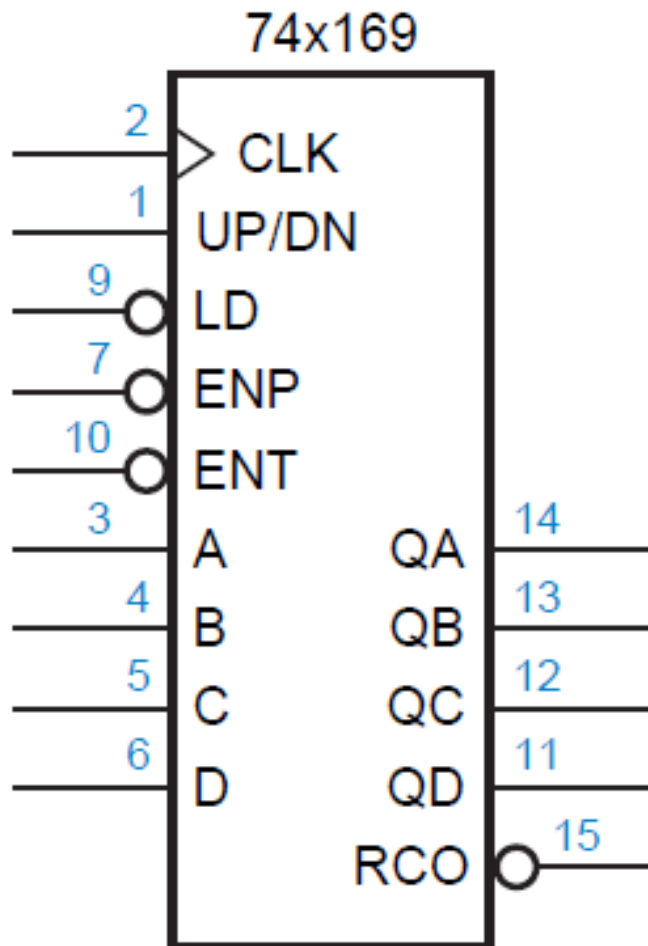 74x169
2 CLK
1 UP/DN
9 LD
7 ENP
10 ENT
3 A QA 14
4 B QB 13
5 C QC 12
6 D QD 11
RCO 15